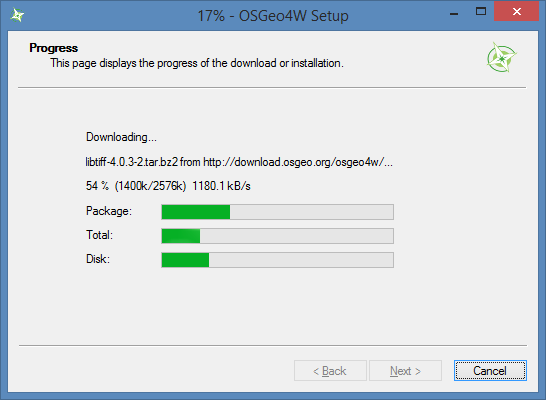 17% - OSGeo4W Setup
Progress
This page displays the progress of the download or installation.
Downloading...
libtiff-4.0.3-2.tar.bz2 from http://download.osgeo.org/osgeo4w/...
54 % (1400k/2576k) 1180.1 kB/s
Package:
Total:
Disk:
< Back Next > Cancel